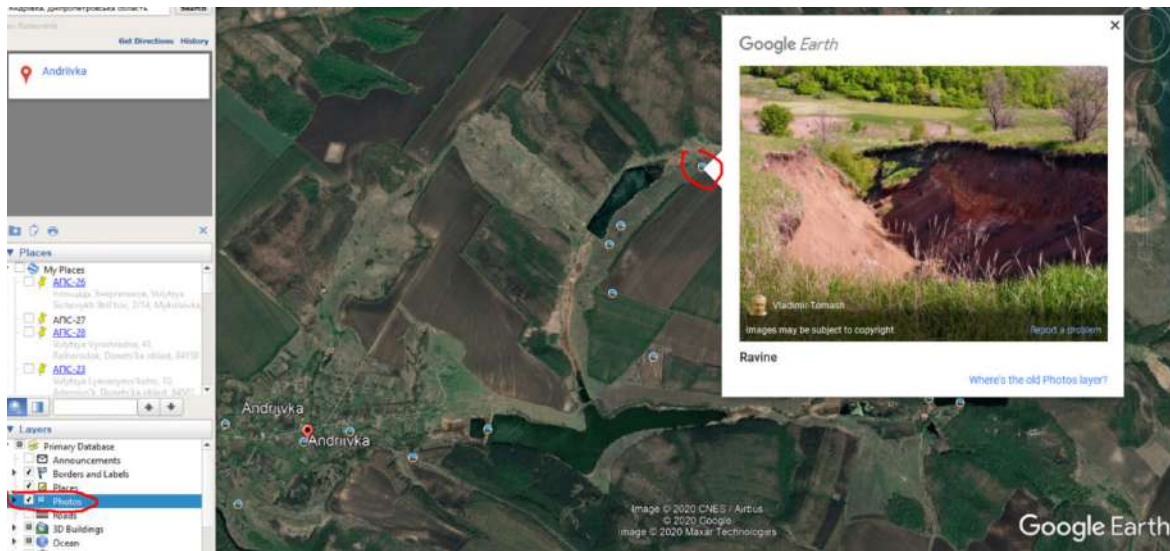 Search
Get Directions History
Andriivka
Places
My Places
АПС-26
АПС-27
АПС-28
АПС-23
Layers
Primary Database
Announcements
Borders and Labels
Places
Photos
Roads
3D Buildings
Ocean
Andriivka
Andriivka
Image © 2020 CNES / Airbus
© 2020 Google
Image © 2020 Maxar Technologies
Google Earth
Google Earth
Vladimir Tomash
Images may be subject to copyright
Report a problem
Ravine
Where's the old Photos layer?